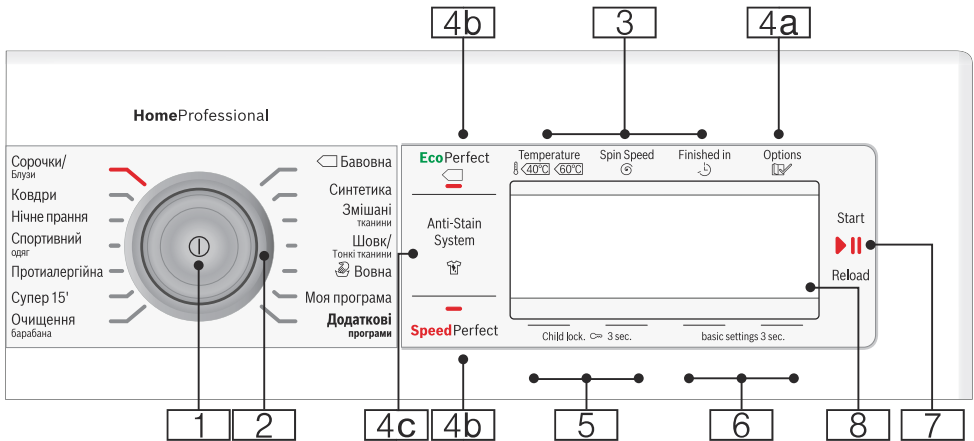 4b
3
4a
HomeProfessional
Сорочки/
Блузи
Ковдри
Нічне прання
Спортивний
одяг
Протиалергійна
Супер 15'
Очищення
барабана
Бавовна
Синтетика
Змішані
тканини
Шовк/
Тонкі тканини
Вовна
Моя програма
Додаткові
програми
EcoPerfect
Anti-Stain
System
SpeedPerfect
Temperature
40°C 60°C
Spin Speed
Finished in
Options
Child lock. 3 sec.
basic settings 3 sec.
Start
Reload
1
2
4c
4b
5
6
8
7